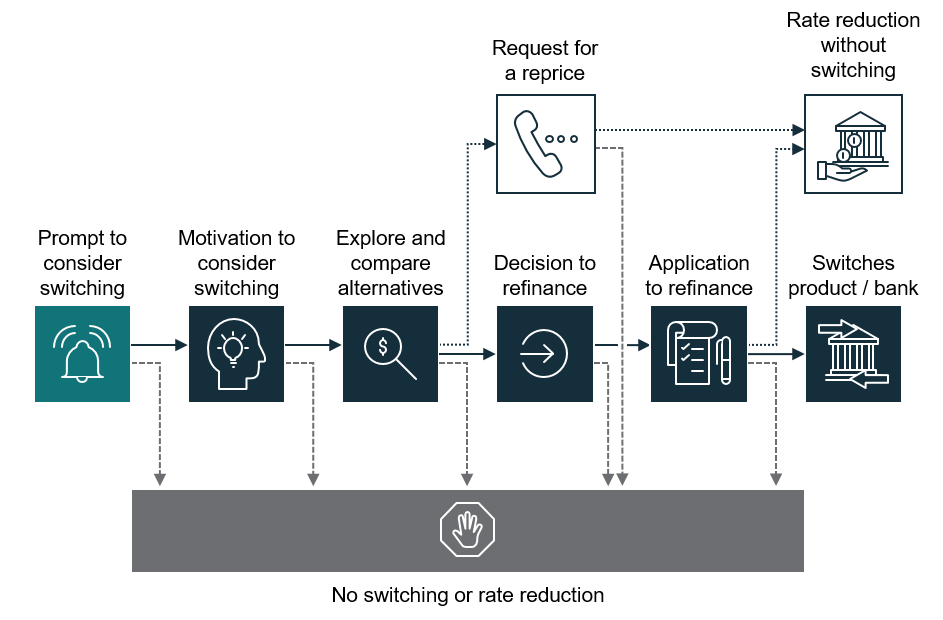 Rate reduction
without
switching
Request for
a reprice
Prompt to
consider
switching
Motivation to
consider
switching
Explore and
compare
alternatives
Decision to
refinance
Application
to refinance
Switches
product / bank
$
No switching or rate reduction